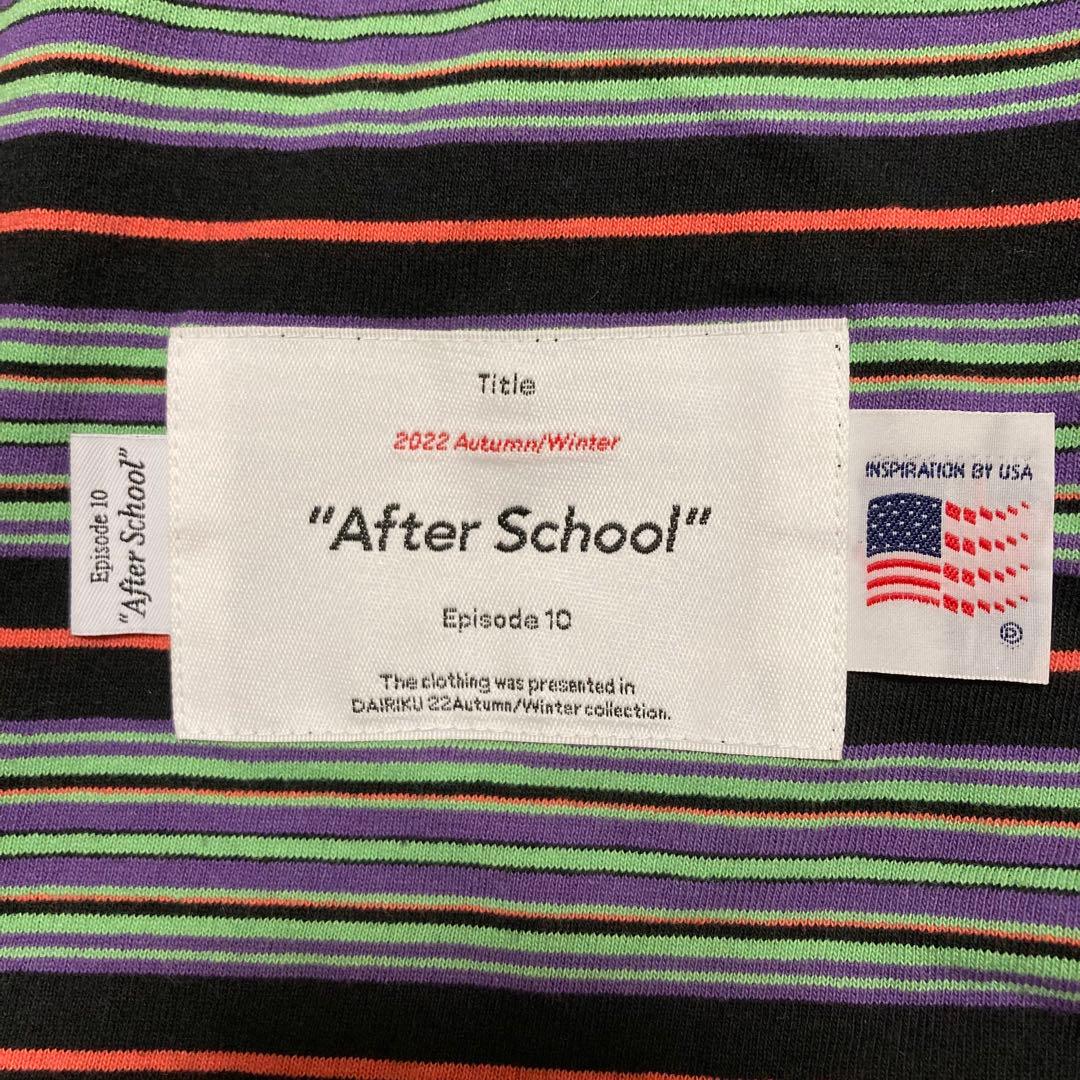 Title
2022 Autumn/Winter
"After School"
Episode 10
The clothing was presented in
DAIRIKU 22Autumn/Winter collection.
Episode 10
"After School"
INSPIRATION BY USA